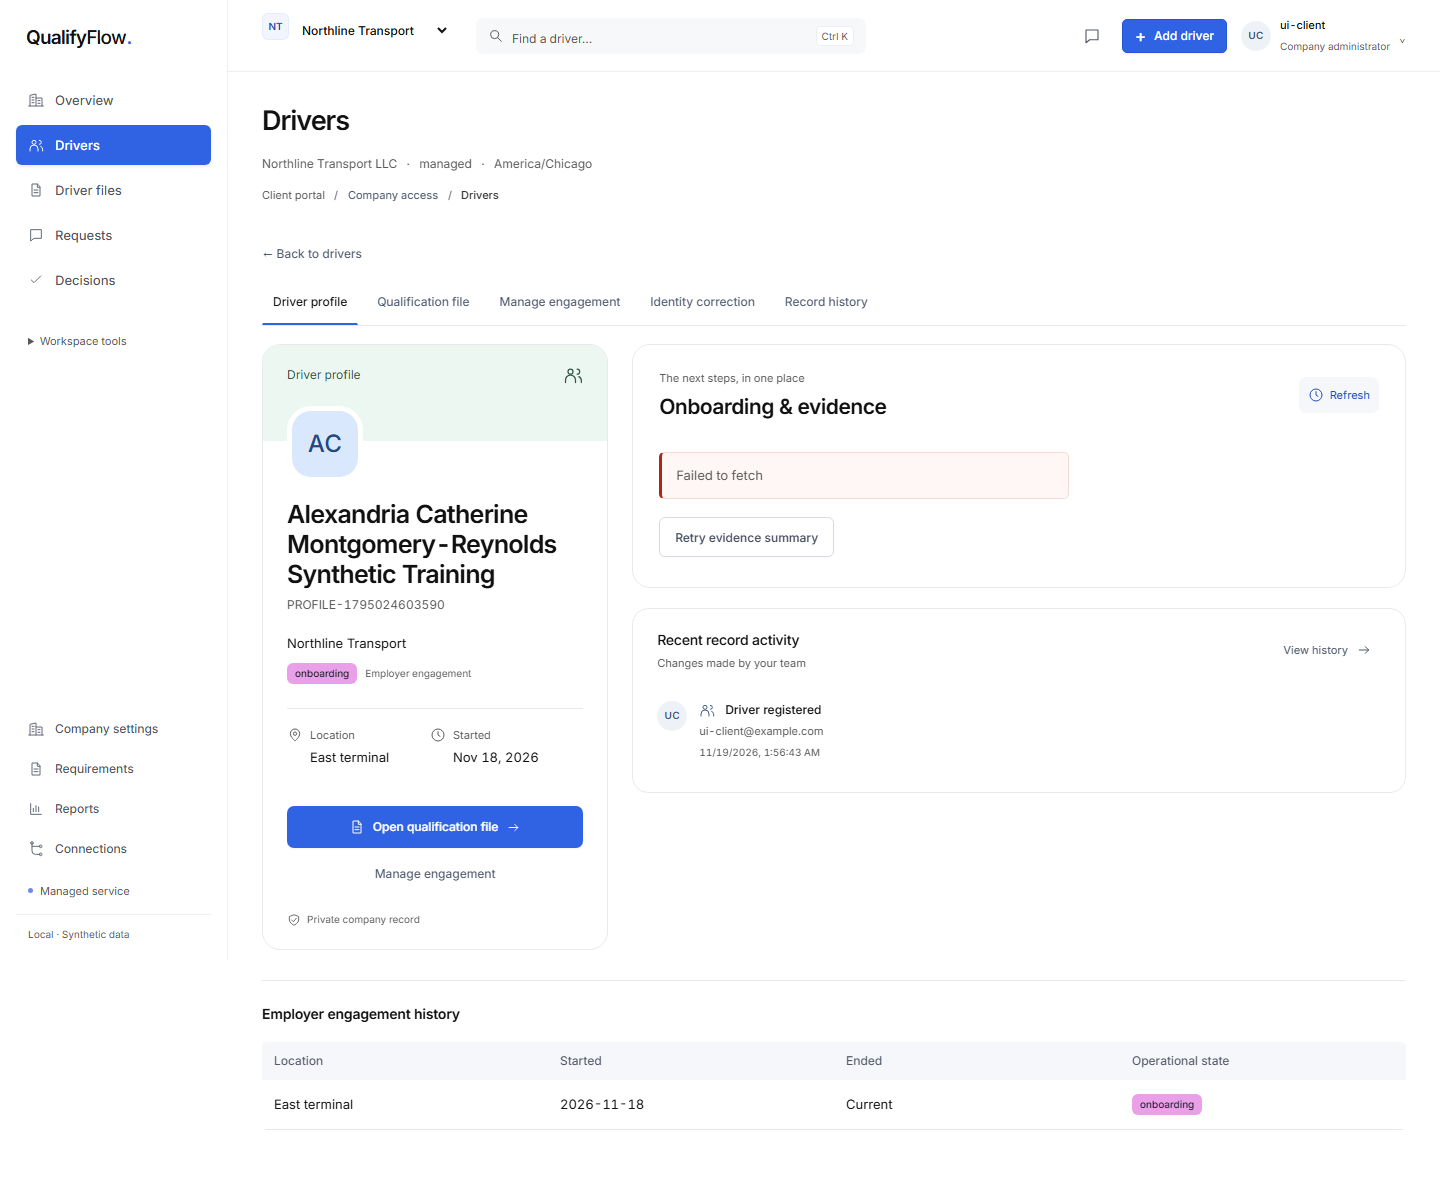 QualifyFlow.
NT
Northline Transport
Find a driver...
Ctrl K
+ Add driver
UC
ui-client
Company administrator
Overview
Drivers
Driver files
Requests
Decisions
Workspace tools
Company settings
Requirements
Reports
Connections
Managed service
Local · Synthetic data
Drivers
Northline Transport LLC · managed · America/Chicago
Client portal / Company access / Drivers
← Back to drivers
Driver profile
Qualification file
Manage engagement
Identity correction
Record history
Driver profile
AC
Alexandria Catherine
Montgomery-Reynolds
Synthetic Training
PROFILE-1795024603590
Northline Transport
onboarding
Employer engagement
Location
East terminal
Started
Nov 18, 2026
Open qualification file →
Manage engagement
Private company record
The next steps, in one place
Onboarding & evidence
Refresh
Failed to fetch
Retry evidence summary
Recent record activity
Changes made by your team
View history →
UC
Driver registered
ui-client@example.com
11/19/2026, 1:56:43 AM
Employer engagement history
Location Started Ended Operational state
East terminal 2026-11-18 Current onboarding